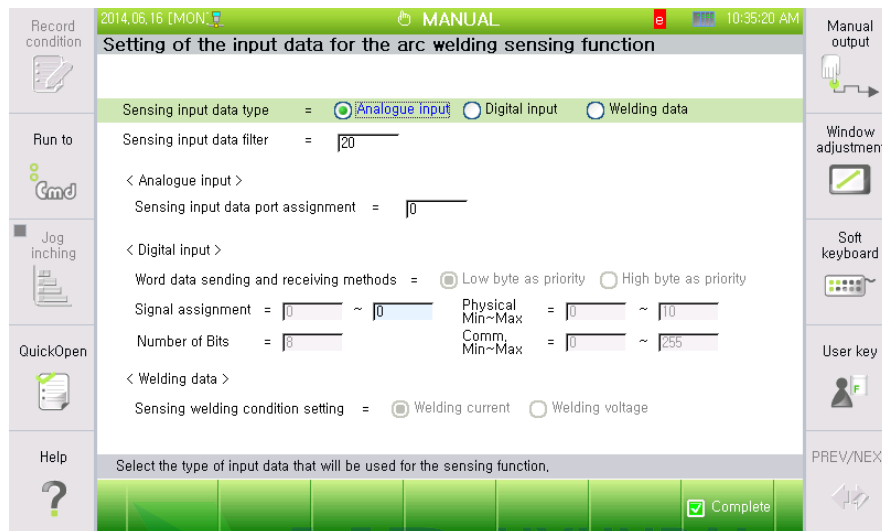 2014,06,16 [MON] MANUAL e 10:35:20 AM
Setting of the input data for the arc welding sensing function
Record condition
Run to
Cmd
Jog inching
QuickOpen
Help
Sensing input data type = Analogue input Digital input Welding data
Sensing input data filter = 20
< Analogue input >
Sensing input data port assignment = 0
< Digital input >
Word data sending and receiving methods = Low byte as priority High byte as priority
Signal assignment = 0 ~ 0 Physical Min~Max = 0 ~ 10
Number of Bits = 8 Comm, Min~Max = 0 ~ 255
< Welding data >
Sensing welding condition setting = Welding current Welding voltage
Select the type of input data that will be used for the sensing function,
Complete
Manual output
Window adjustmen
Soft keyboard
User key
F
PREV/NEX